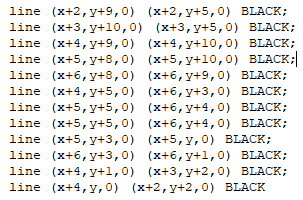 line (x+2,y+9,0) (x+2,y+5,0) BLACK;
line (x+3,y+10,0) (x+3,y+5,0) BLACK;
line (x+4,y+9,0) (x+4,y+10,0) BLACK;
line (x+5,y+8,0) (x+5,y+10,0) BLACK;
line (x+6,y+8,0) (x+6,y+9,0) BLACK;
line (x+4,y+5,0) (x+6,y+3,0) BLACK;
line (x+5,y+5,0) (x+6,y+4,0) BLACK;
line (x+5,y+5,0) (x+6,y+4,0) BLACK;
line (x+5,y+3,0) (x+5,y,0) BLACK;
line (x+6,y+3,0) (x+6,y+1,0) BLACK;
line (x+4,y+1,0) (x+3,y+2,0) BLACK;
line (x+4,y,0) (x+2,y+2,0) BLACK